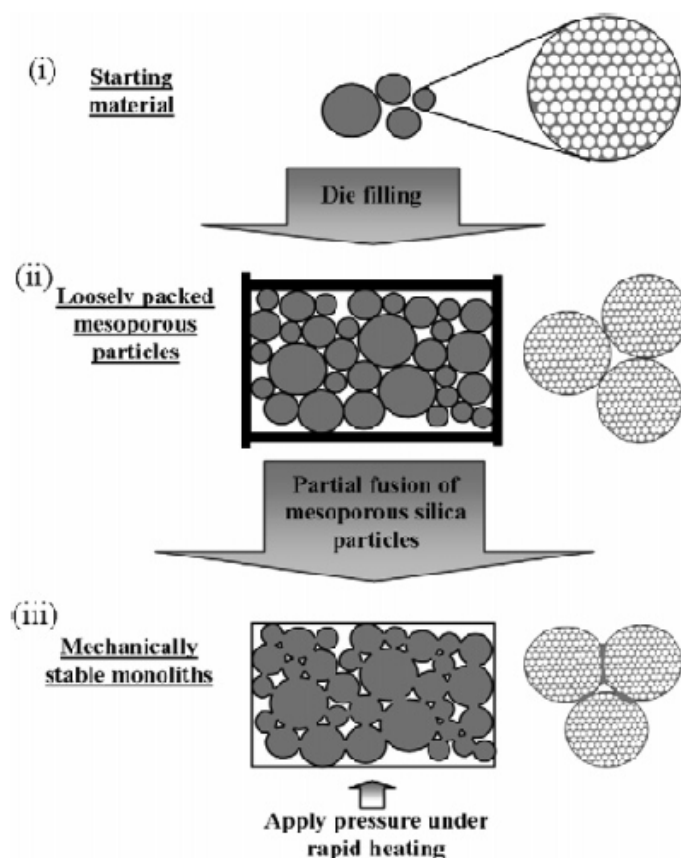 (i)
Starting
material
Die filling
(ii)
Loosely packed
mesoporous
particles
Partial fusion of
mesoporous silica
particles
(iii)
Mechanically
stable monoliths
Apply pressure under
rapid heating